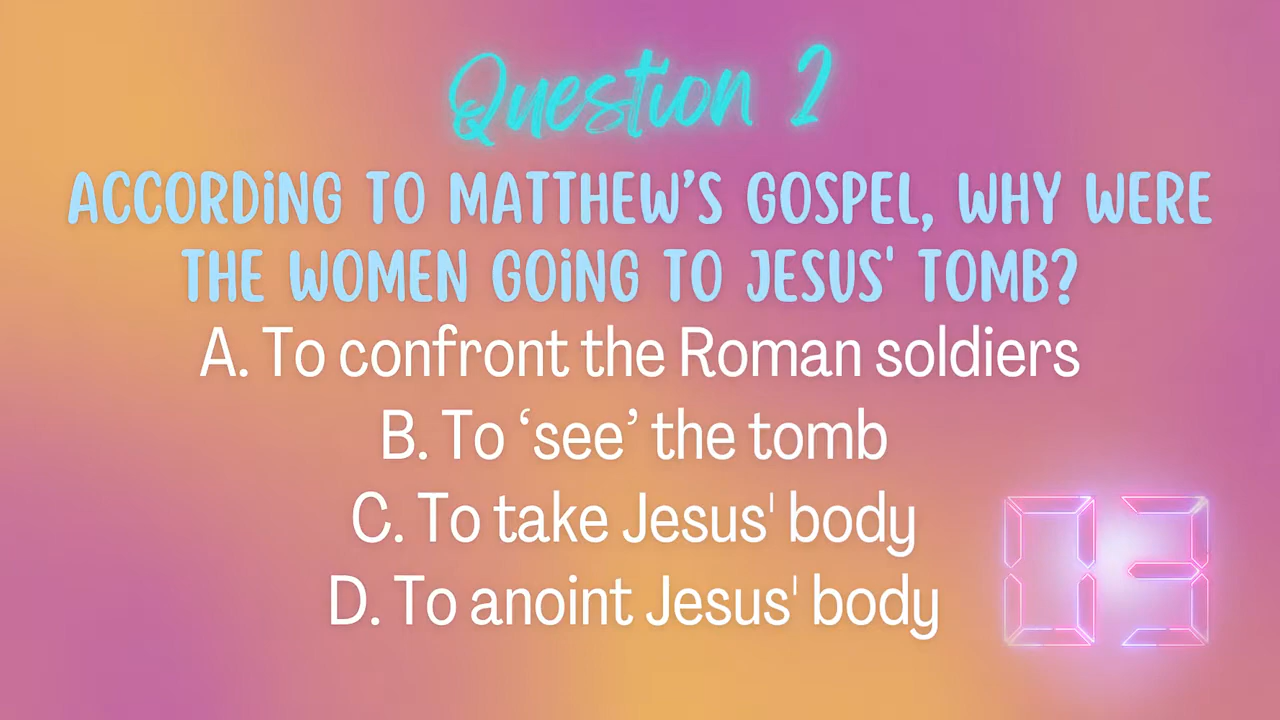 Question 2
ACCORDING TO MATTHEW’S GOSPEL, WHY WERE
THE WOMEN GOING TO JESUS' TOMB?
A. To confront the Roman soldiers
B. To ‘see’ the tomb
C. To take Jesus' body
D. To anoint Jesus' body
03